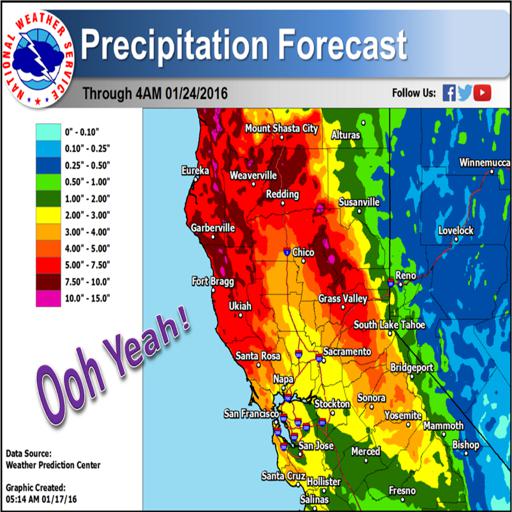 NATIONAL WEATHER SERVICE
Precipitation Forecast
Through 4AM 01/24/2016
Follow Us:
0" - 0.10"
0.10" - 0.25"
0.25" - 0.50"
0.50" - 1.00"
1.00" - 2.00"
2.00" - 3.00"
3.00" - 4.00"
4.00" - 5.00"
5.00" - 7.50"
7.50" - 10.0"
10.0" - 15.0"
Mount Shasta City
Alturas
Eureka
Weaverville
Winnemucca
Redding
Susanville
Garberville
Lovelock
Chico
Fort Bragg
Reno
Ukiah
Grass Valley
South Lake Tahoe
Santa Rosa
Sacramento
Bridgeport
Napa
San Francisco
Stockton
Sonora
Yosemite
Mammoth
San Jose
Merced
Bishop
Santa Cruz
Hollister
Salinas
Fresno
Ooh Yeah!
Data Source:
Weather Prediction Center
Graphic Created:
05:14 AM 01/17/16